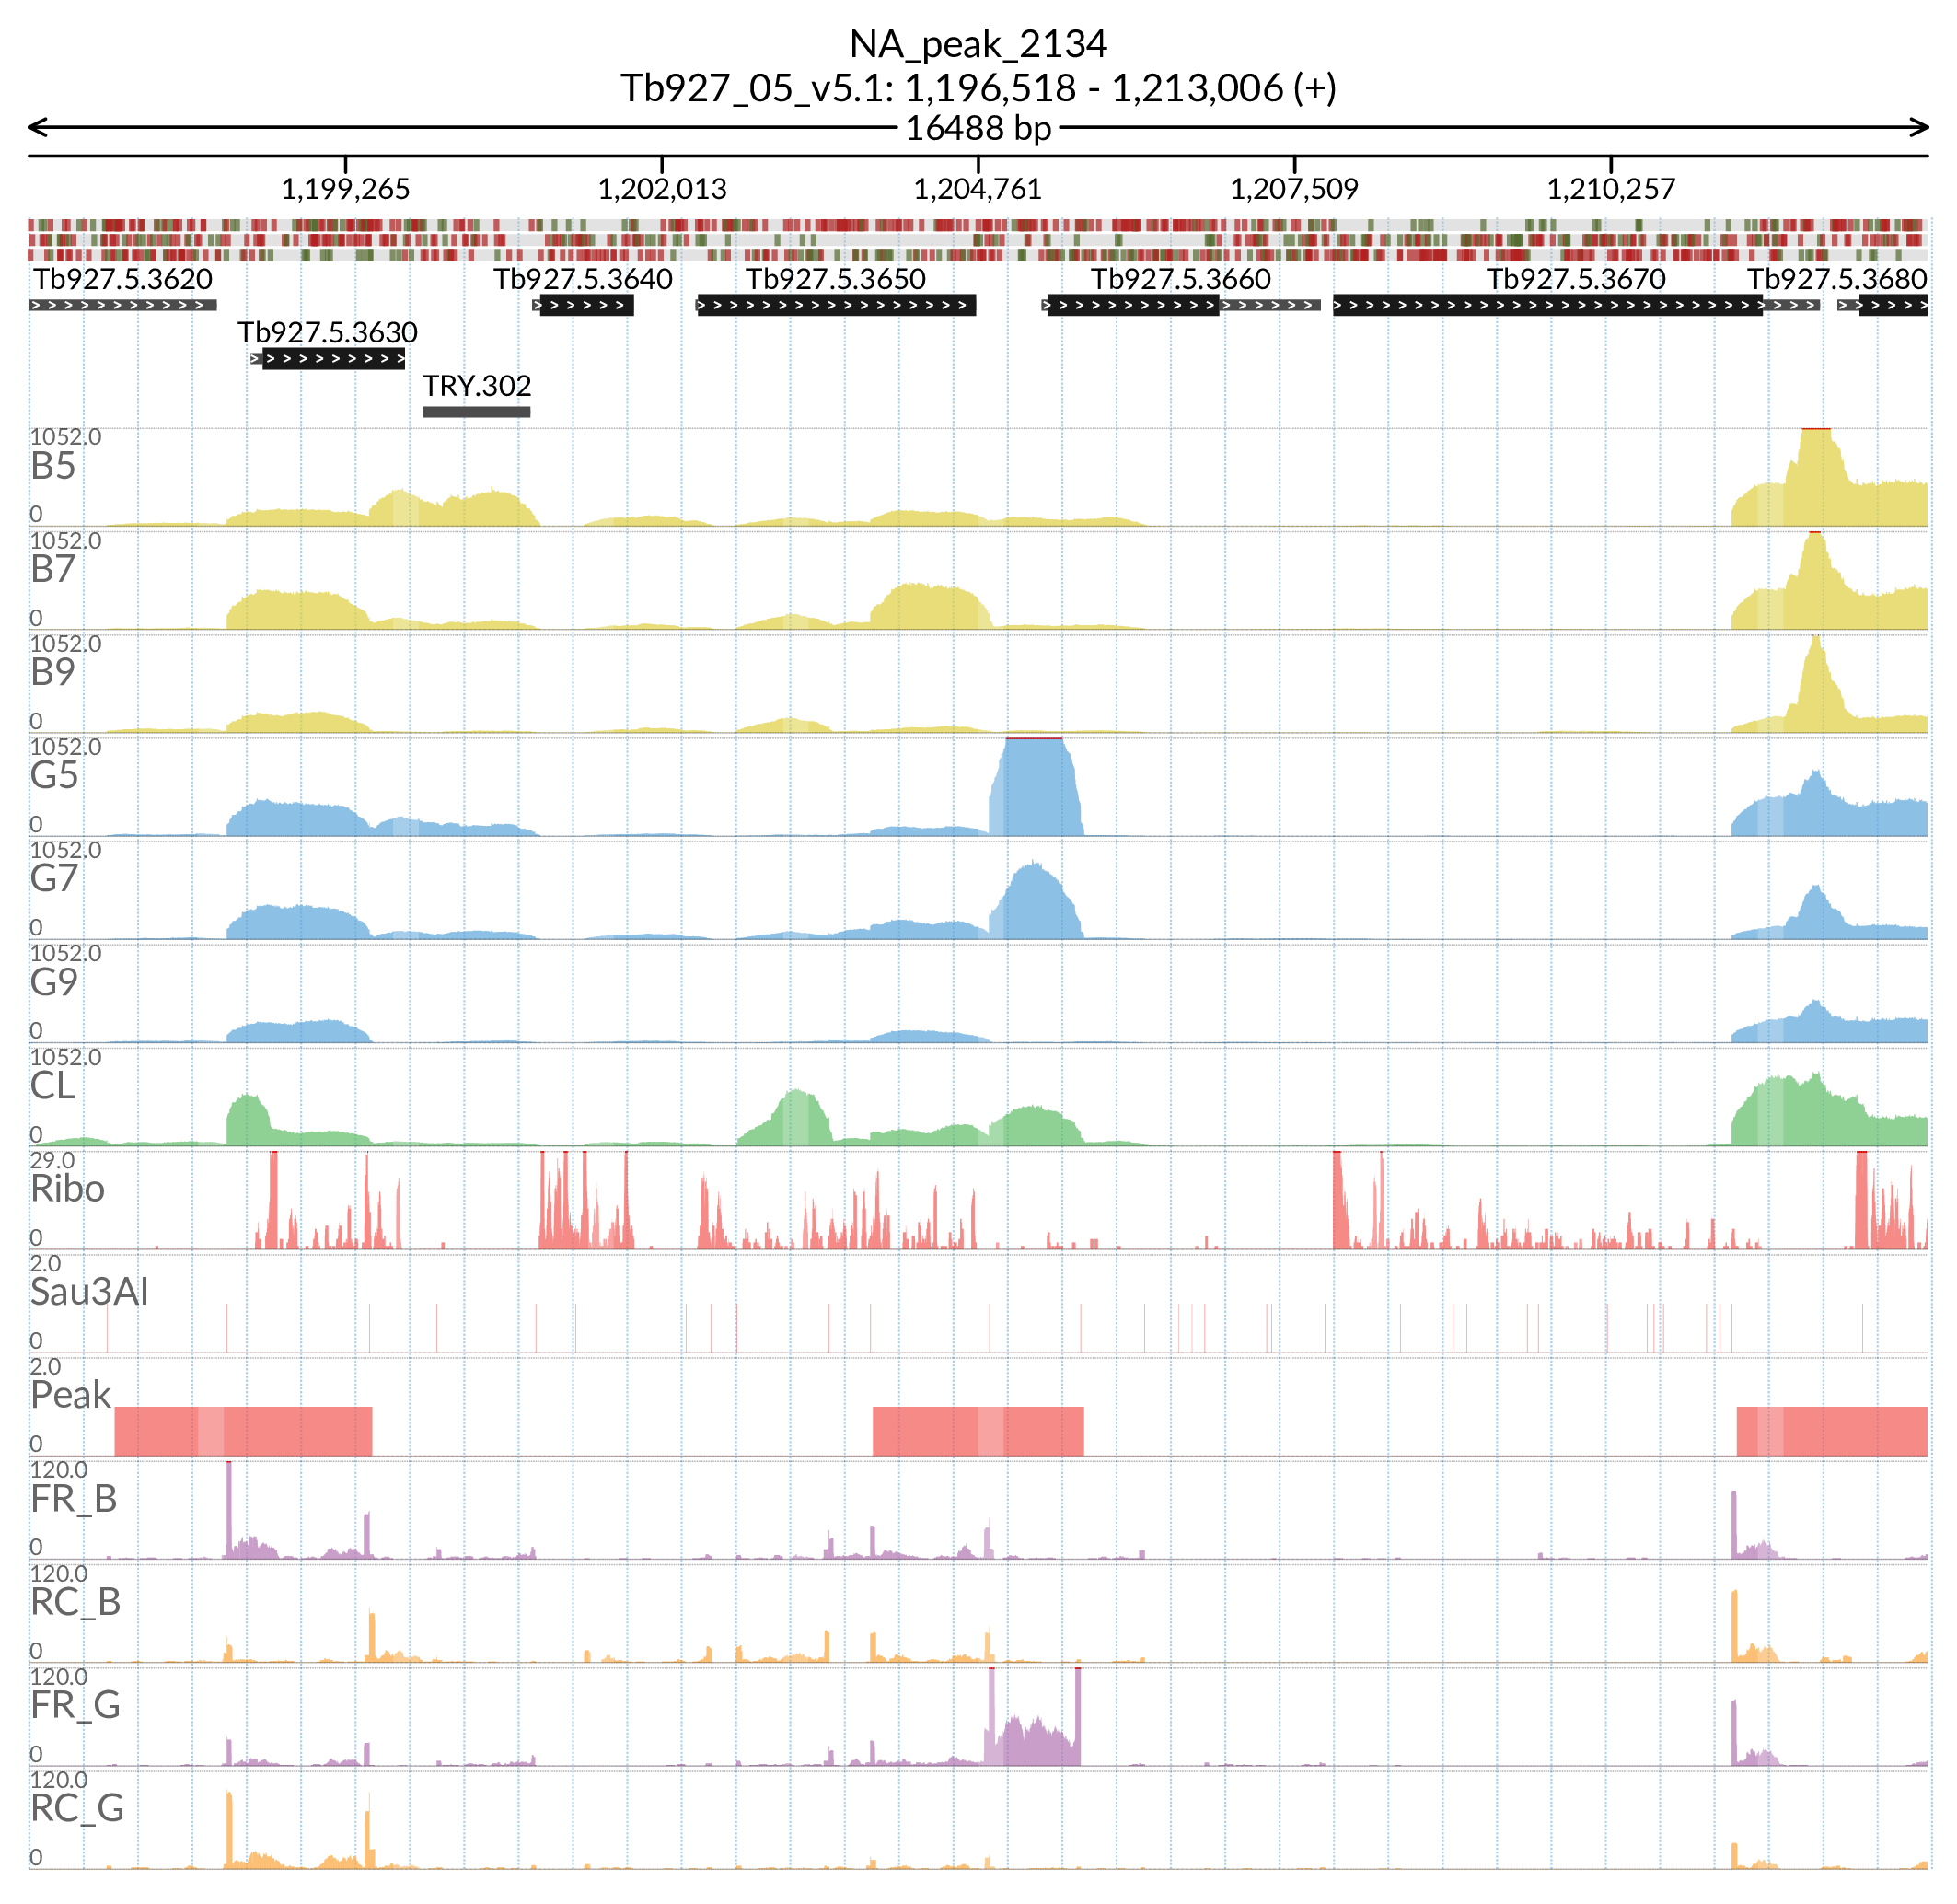 NA_peak_2134
Tb927_05_v5.1: 1,196,518 - 1,213,006 (+)
16488 bp
1,199,265 1,202,013 1,204,761 1,207,509 1,210,257
Tb927.5.3620 Tb927.5.3640 Tb927.5.3650 Tb927.5.3660 Tb927.5.3670 Tb927.5.3680
Tb927.5.3630
TRY.302
1052.0
B5
0
1052.0
B7
0
1052.0
B9
0
1052.0
G5
0
1052.0
G7
0
1052.0
G9
0
1052.0
CL
0
29.0
Ribo
0
2.0
Sau3AI
0
2.0
Peak
0
120.0
FR_B
0
120.0
RC_B
0
120.0
FR_G
0
120.0
RC_G
0